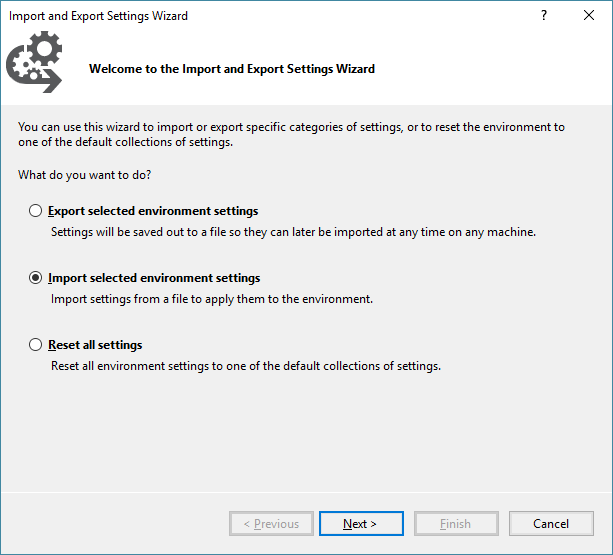 Import and Export Settings Wizard
?
Welcome to the Import and Export Settings Wizard
You can use this wizard to import or export specific categories of settings, or to reset the environment to
one of the default collections of settings.
What do you want to do?
Export selected environment settings
Settings will be saved out to a file so they can later be imported at any time on any machine.
Import selected environment settings
Import settings from a file to apply them to the environment.
Reset all settings
Reset all environment settings to one of the default collections of settings.
< Previous
Next >
Finish
Cancel